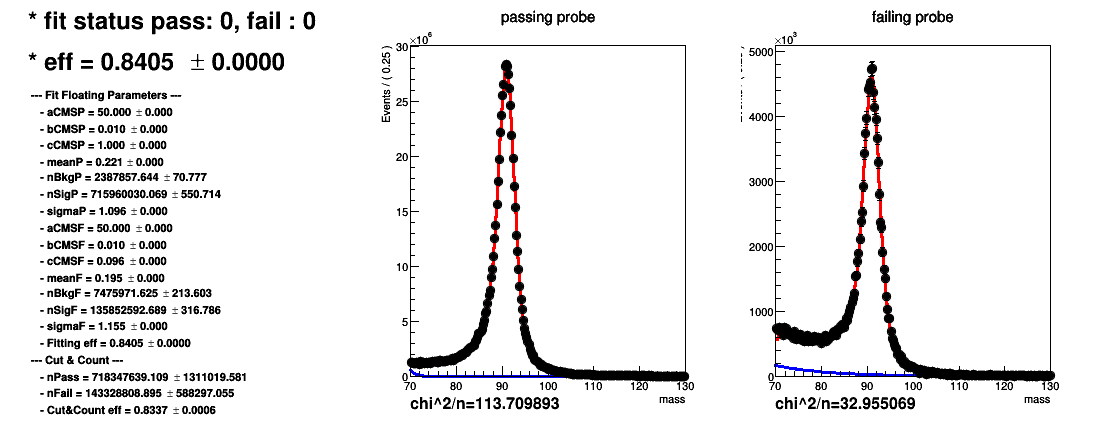 * fit status pass: 0, fail : 0
* eff = 0.8405 ± 0.0000
--- Fit Floating Parameters ---
- aCMSP = 50.000 ± 0.000
- bCMSP = 0.010 ± 0.000
- cCMSP = 1.000 ± 0.000
- meanP = 0.221 ± 0.000
- nBkgP = 2387857.644 ± 70.777
- nSigP = 715960030.069 ± 550.714
- sigmaP = 1.096 ± 0.000
- aCMSF = 50.000 ± 0.000
- bCMSF = 0.010 ± 0.000
- cCMSF = 0.096 ± 0.000
- meanF = 0.195 ± 0.000
- nBkgF = 7475971.625 ± 213.603
- nSigF = 135852592.689 ± 316.786
- sigmaF = 1.155 ± 0.000
- Fitting eff = 0.8405 ± 0.0000
--- Cut & Count ---
- nPass = 718347639.109 ± 1311019.581
- nFail = 143328808.895 ± 588297.055
- Cut&Count eff = 0.8337 ± 0.0006
passing probe
×10⁶
Events / ( 0.25 )
30
25
20
15
10
5
0
70 80 90 100 110 120 130
mass
chi^2/n=113.709893
failing probe
×10³
5000
4000
3000
2000
1000
0
70 80 90 100 110 120 130
mass
chi^2/n=32.955069